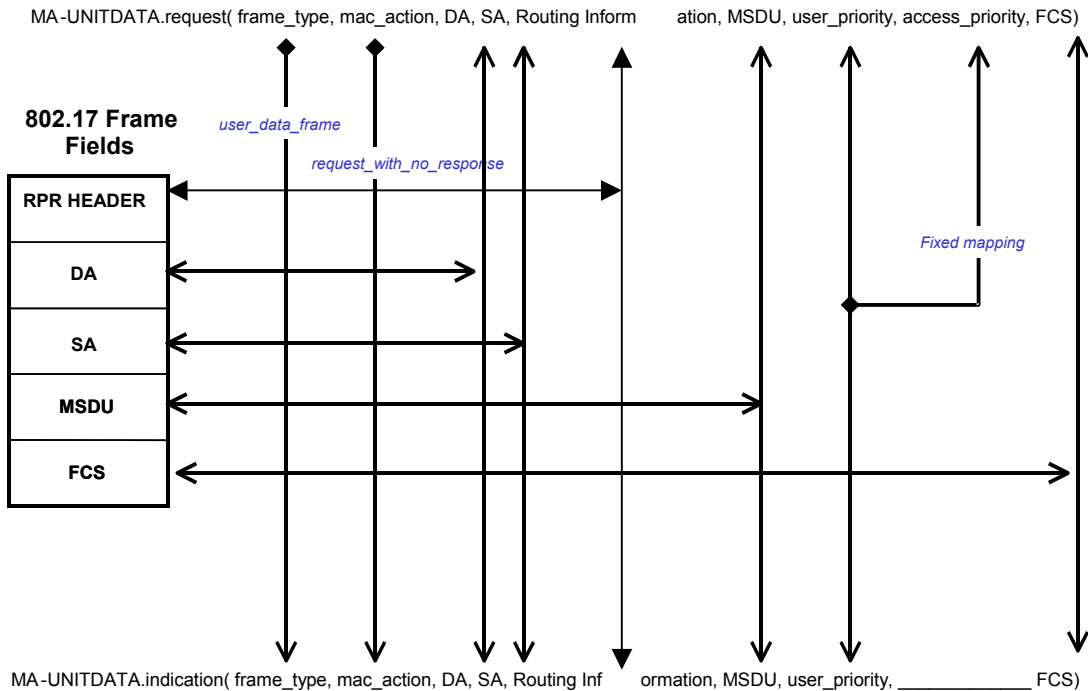 MA-UNITDATA.request( frame_type, mac_action, DA, SA, Routing Inform ation, MSDU, user_priority, access_priority, FCS)
802.17 Frame
Fields
user_data_frame
request_with_no_response
RPR HEADER
Fixed mapping
DA
SA
MSDU
FCS
MA-UNITDATA.indication( frame_type, mac_action, DA, SA, Routing Inf ormation, MSDU, user_priority, ______________ FCS)